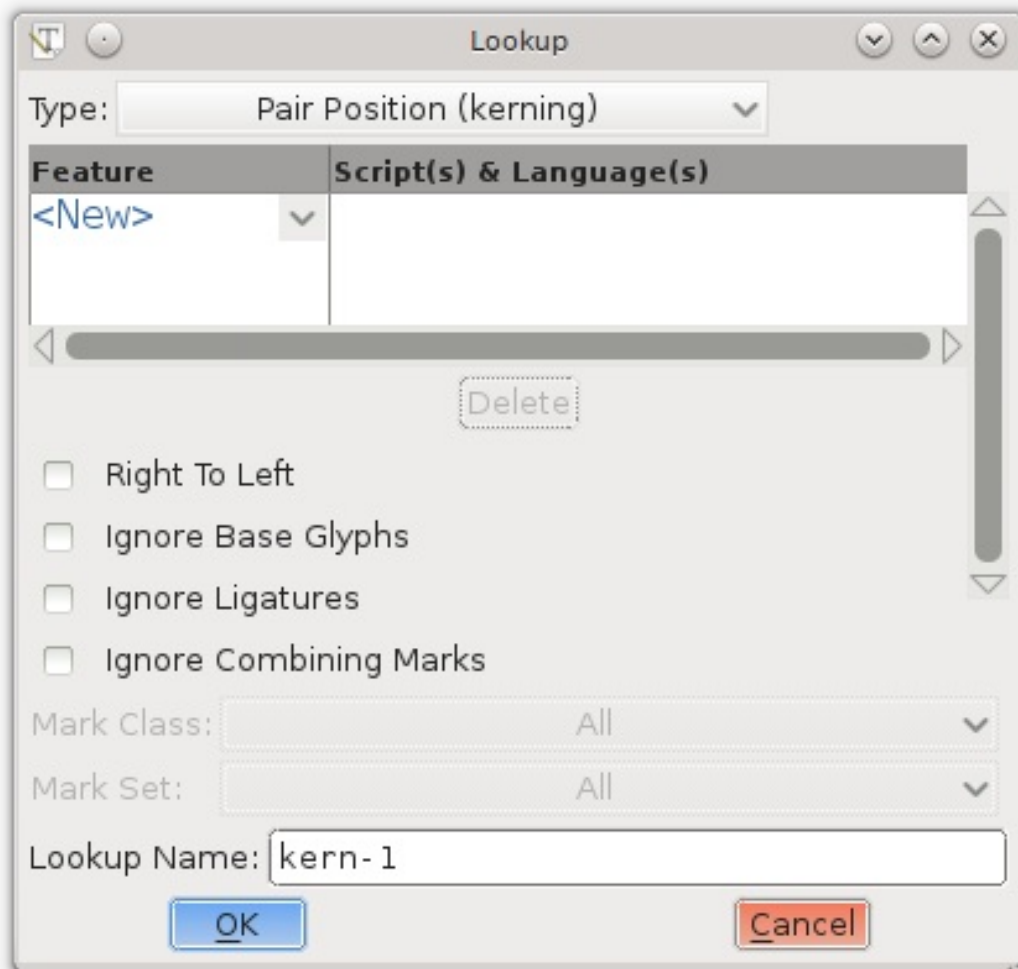 Lookup
Type: Pair Position (kerning)
Feature Script(s) & Language(s)
<New>
Delete
Right To Left
Ignore Base Glyphs
Ignore Ligatures
Ignore Combining Marks
Mark Class: All
Mark Set: All
Lookup Name: kern-1
OK Cancel